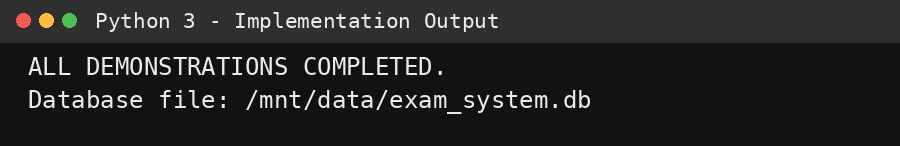 Python 3 - Implementation Output
ALL DEMONSTRATIONS COMPLETED.
Database file: /mnt/data/exam_system.db